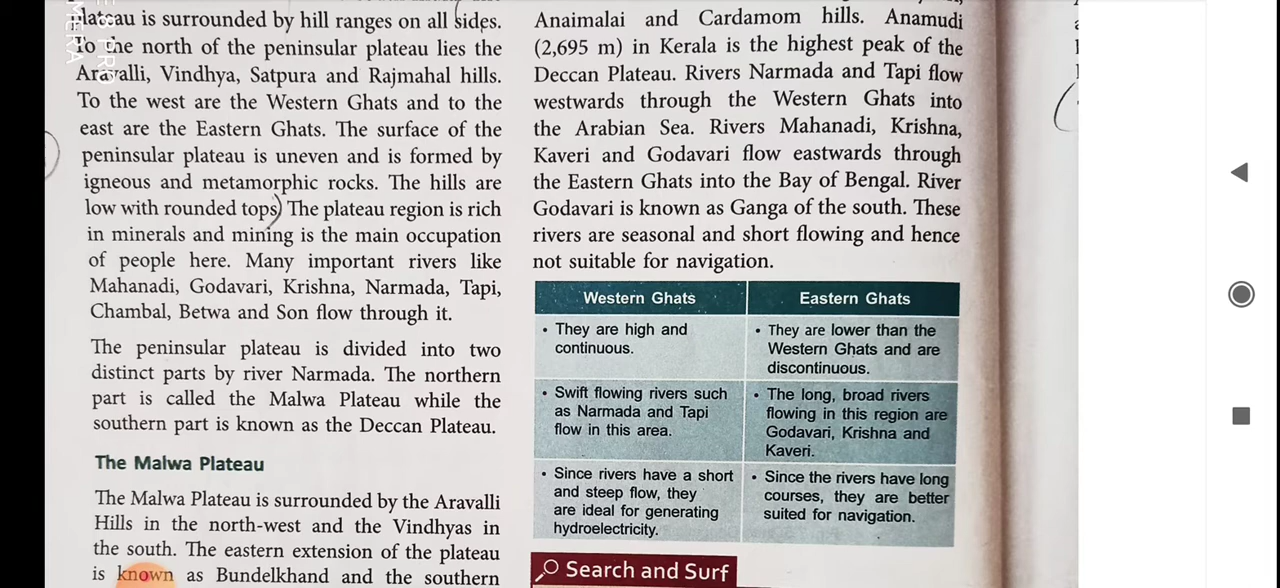 plateau is surrounded by hill ranges on all sides.
To the north of the peninsular plateau lies the
Aravalli, Vindhya, Satpura and Rajmahal hills.
To the west are the Western Ghats and to the
east are the Eastern Ghats. The surface of the
peninsular plateau is uneven and is formed by
igneous and metamorphic rocks. The hills are
low with rounded tops) The plateau region is rich
in minerals and mining is the main occupation
of people here. Many important rivers like
Mahanadi, Godavari, Krishna, Narmada, Tapi,
Chambal, Betwa and Son flow through it.
The peninsular plateau is divided into two
distinct parts by river Narmada. The northern
part is called the Malwa Plateau while the
southern part is known as the Deccan Plateau.
The Malwa Plateau
The Malwa Plateau is surrounded by the Aravalli
Hills in the north-west and the Vindhyas in
the south. The eastern extension of the plateau
is known as Bundelkhand and the southern
Anaimalai and Cardamom hills. Anamudi
(2,695 m) in Kerala is the highest peak of the
Deccan Plateau. Rivers Narmada and Tapi flow
westwards through the Western Ghats into
the Arabian Sea. Rivers Mahanadi, Krishna,
Kaveri and Godavari flow eastwards through
the Eastern Ghats into the Bay of Bengal. River
Godavari is known as Ganga of the south. These
rivers are seasonal and short flowing and hence
not suitable for navigation.
Western Ghats
Eastern Ghats
• They are high and
continuous.
• They are lower than the
Western Ghats and are
discontinuous.
• Swift flowing rivers such
as Narmada and Tapi
flow in this area.
• The long, broad rivers
flowing in this region are
Godavari, Krishna and
Kaveri.
• Since rivers have a short
and steep flow, they
are ideal for generating
hydroelectricity.
• Since the rivers have long
courses, they are better
suited for navigation.
Search and Surf